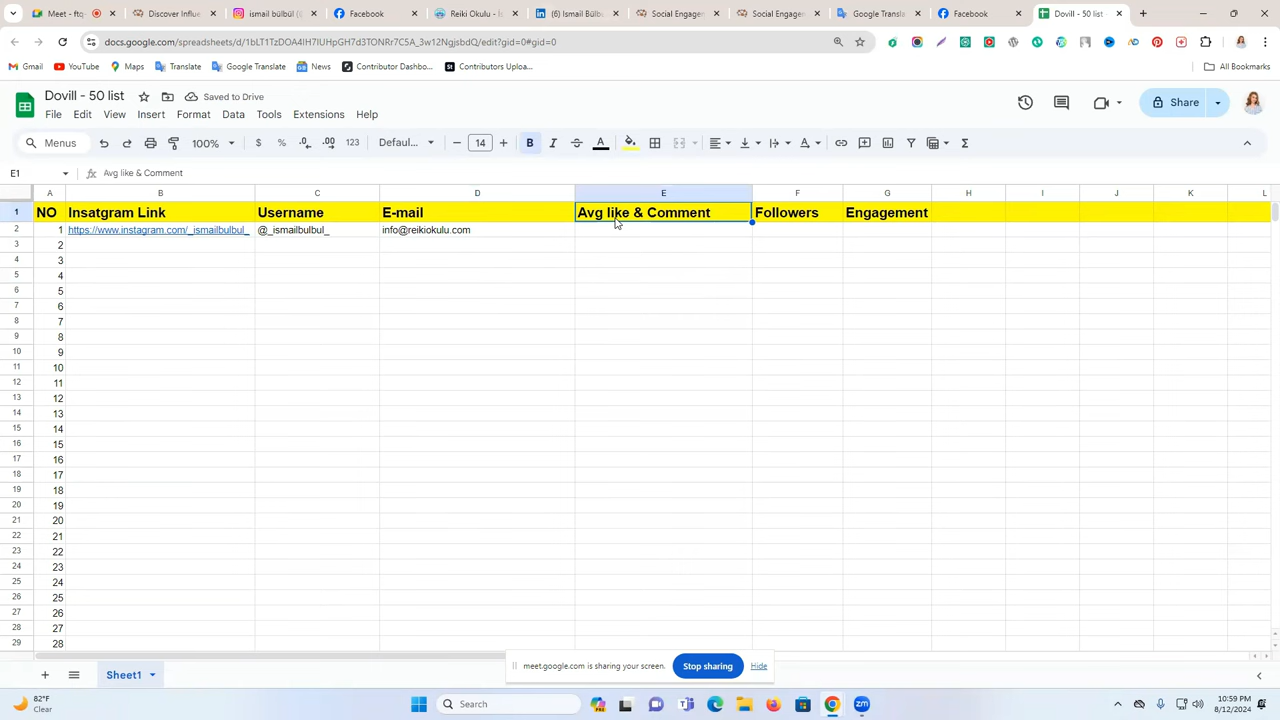 Meet - ftq-
Discover Influe
ismail bülbül (
Facebook
Reiki Okulu - İ
(6) Ismail Bülb
Social Engage
Social Engage
Google Transla
Facebook
Dovill - 50 list
docs.google.com/spreadsheets/d/1bLT1TzDOA4lH7IUHpGH7d3TONRr7C5A_3w12NgjsbdQ/edit?gid=0#gid=0
Gmail
YouTube
Maps
Translate
Google Translate
News
Contributor Dashbo...
Contributors Uploa...
All Bookmarks
Dovill - 50 list
Saved to Drive
File Edit View Insert Format Data Tools Extensions Help
Share
Menus
100%
$ % .0 .00 123
Defaul...
14
B I
A
E1
Avg like & Comment
A B C D E F G H I J K L
1 NO Insatgram Link Username E-mail Avg like & Comment Followers Engagement
2 1 https://www.instagram.com/_ismailbulbul_ @_ismailbulbul_ info@reikiokulu.com
3 2
4 3
5 4
6 5
7 6
8 7
9 8
10 9
11 10
12 11
13 12
14 13
15 14
16 15
17 16
18 17
19 18
20 19
21 20
22 21
23 22
24 23
25 24
26 25
27 26
28 27
29 28
meet.google.com is sharing your screen.
Stop sharing
Hide
Sheet1
82°F
Clear
Search
10:59 PM
8/12/2024